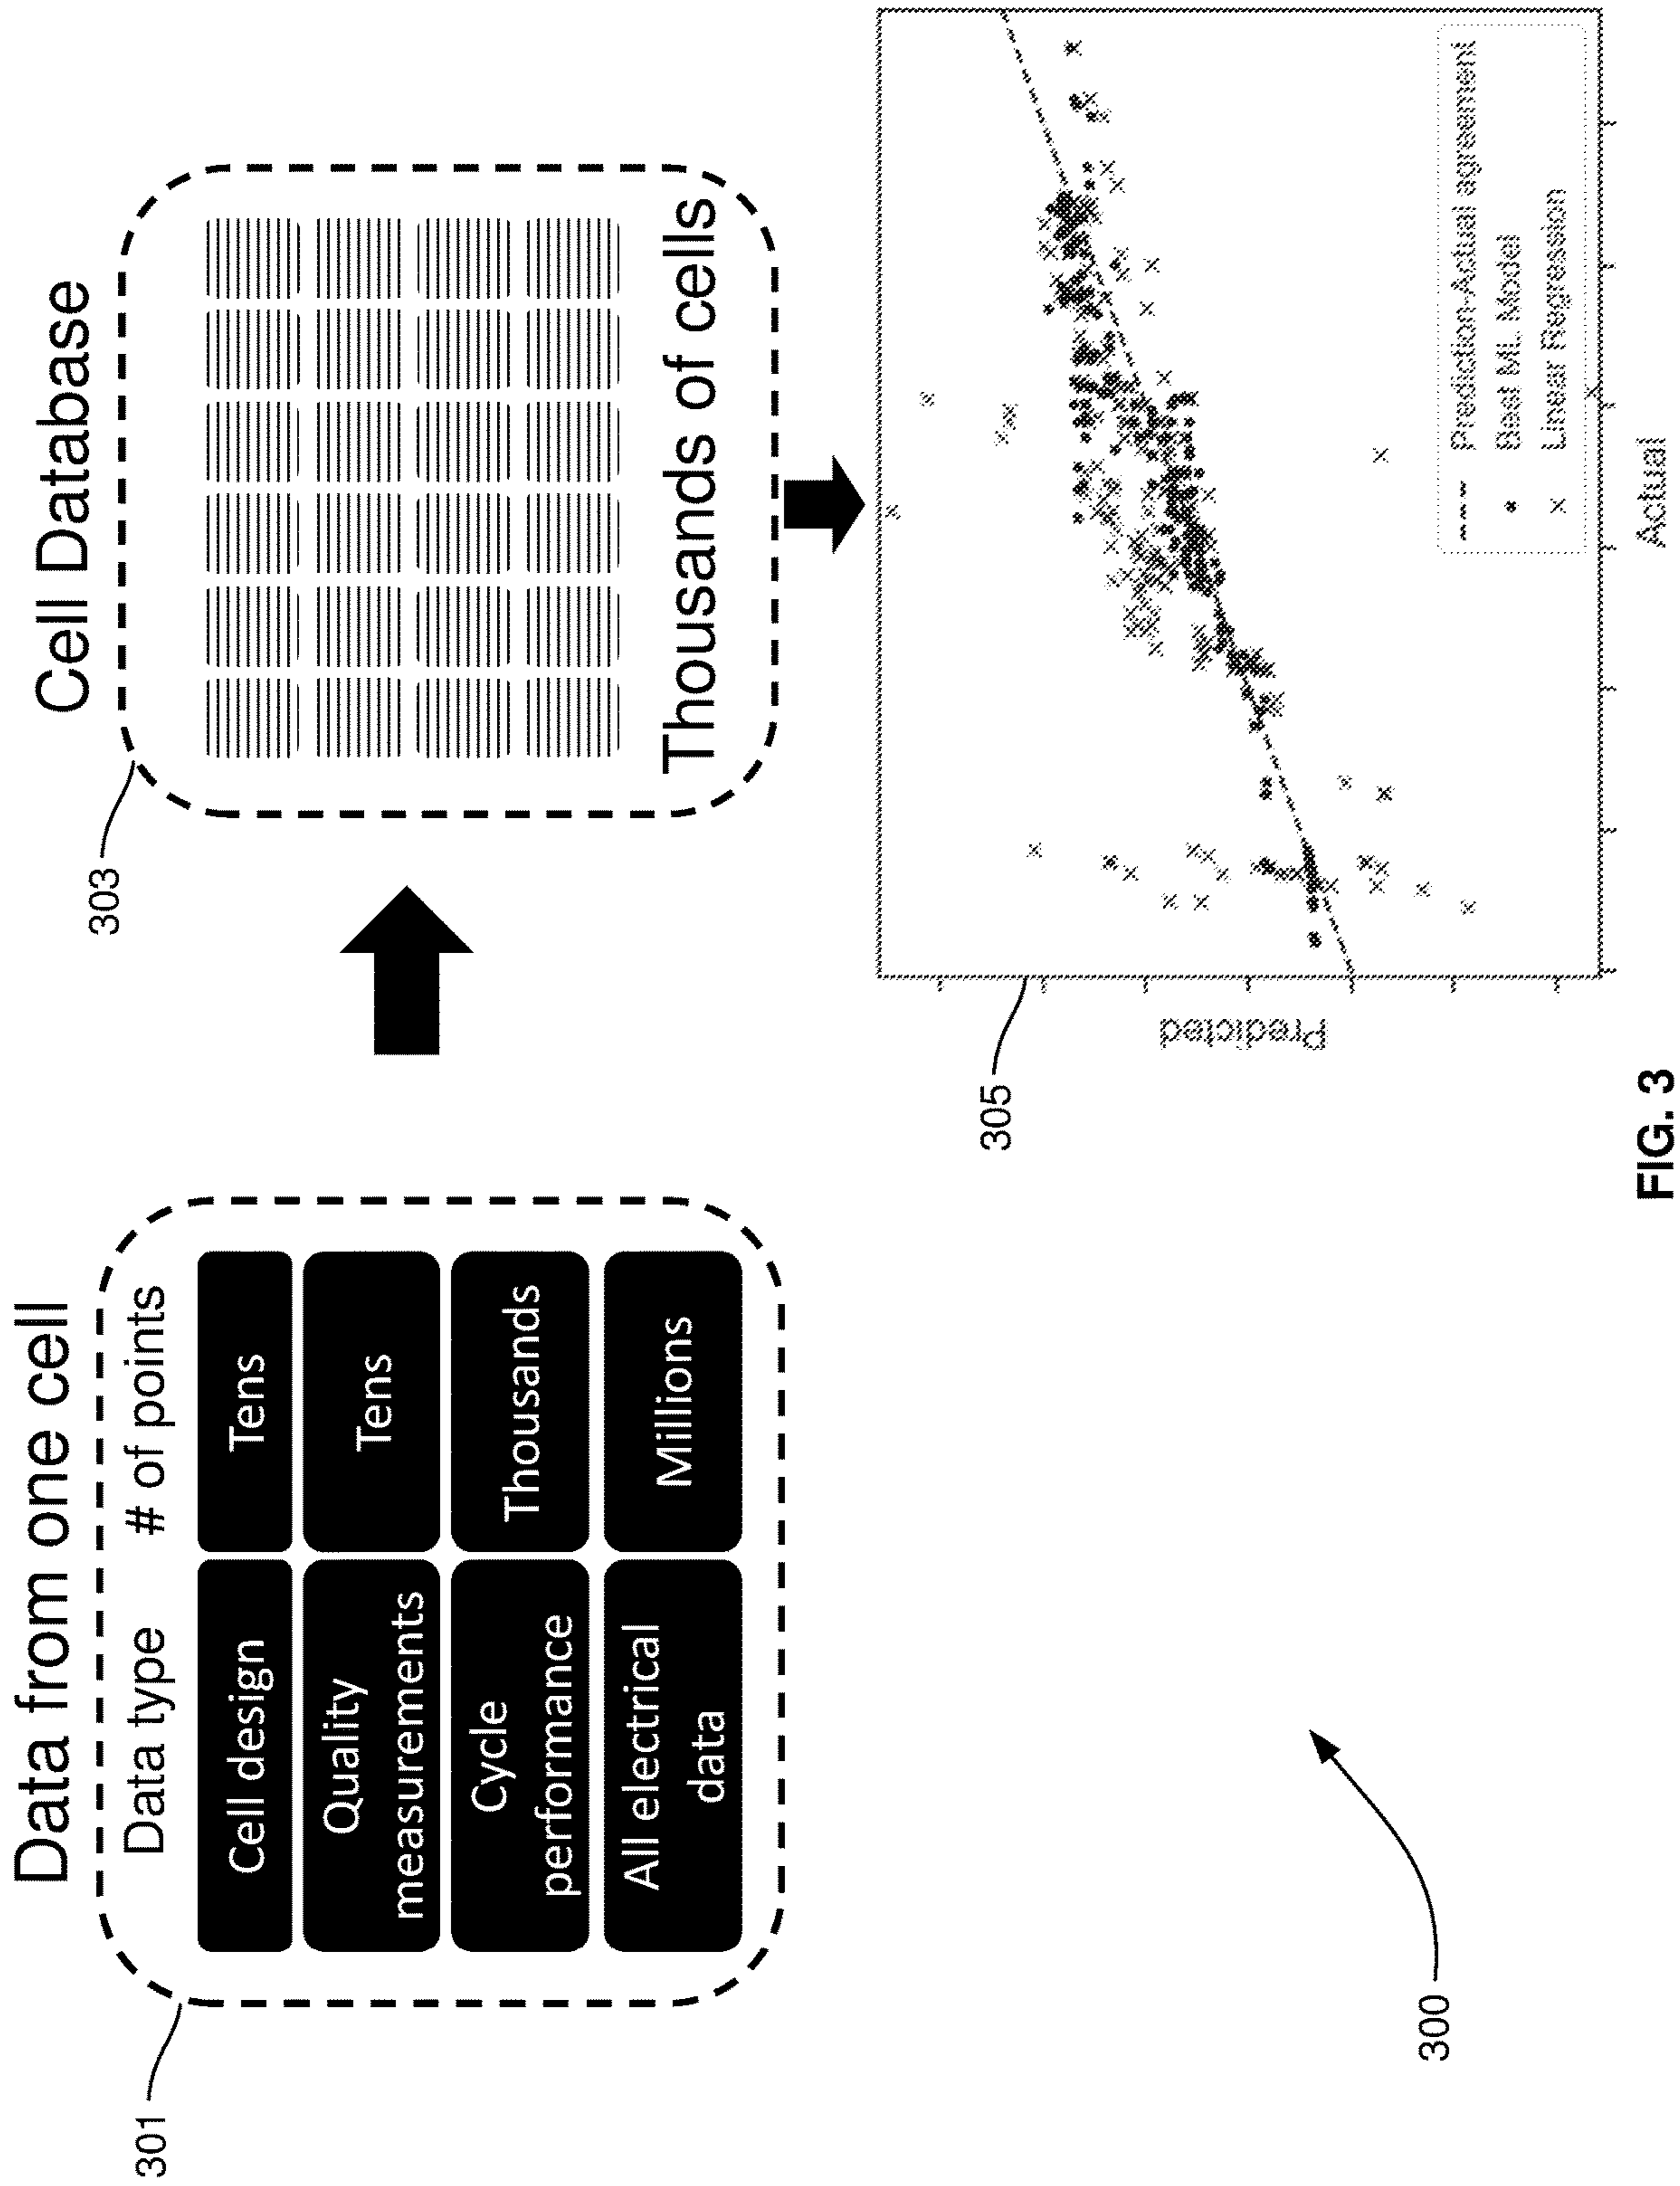 Data from one cell
Data type
# of points
Cell design
Tens
Quality
measurements
Tens
Cycle
performance
Thousands
All electrical
data
Millions
301
Cell Database
Thousands of cells
303
Predicted
Prediction-Actual agreement
Best ML Model
Linear Regression
Actual
305
300
FIG. 3